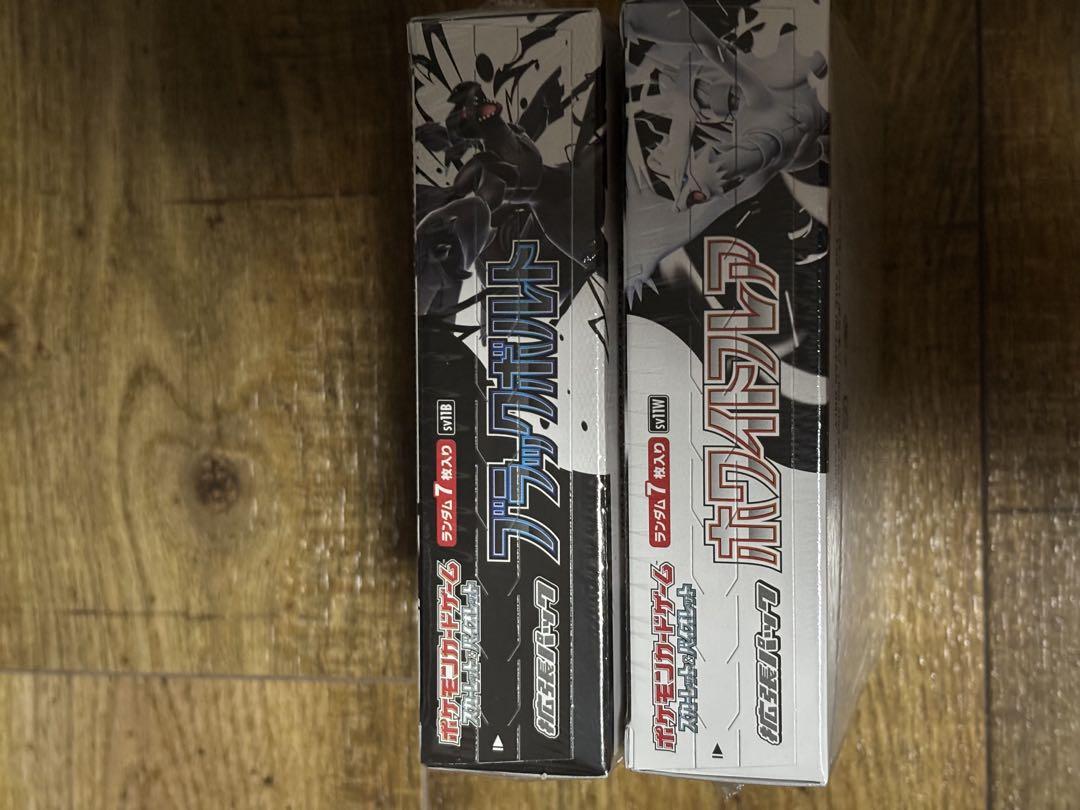 ポケモンカードゲーム
スカーレット&バイオレット
ランダム7枚入り
SV11B
拡張パック
ブラックボルト
ポケモンカードゲーム
スカーレット&バイオレット
ランダム7枚入り
SV11W
拡張パック
ホワイトフレア